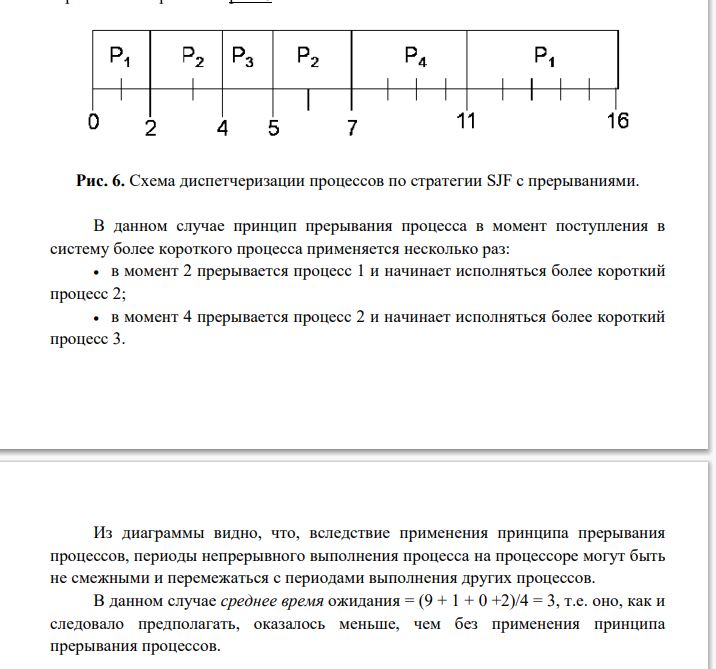 P1 P2 P3 P2 P4 P1
0 2 4 5 7 11 16
Рис. 6. Схема диспетчеризации процессов по стратегии SJF с прерываниями.
В данном случае принцип прерывания процесса в момент поступления в
систему более короткого процесса применяется несколько раз:
• в момент 2 прерывается процесс 1 и начинает исполняться более короткий
процесс 2;
• в момент 4 прерывается процесс 2 и начинает исполняться более короткий
процесс 3.
Из диаграммы видно, что, вследствие применения принципа прерывания
процессов, периоды непрерывного выполнения процесса на процессоре могут быть
не смежными и перемежаться с периодами выполнения других процессов.
В данном случае среднее время ожидания = (9 + 1 + 0 +2)/4 = 3, т.е. оно, как и
следовало предполагать, оказалось меньше, чем без применения принципа
прерывания процессов.